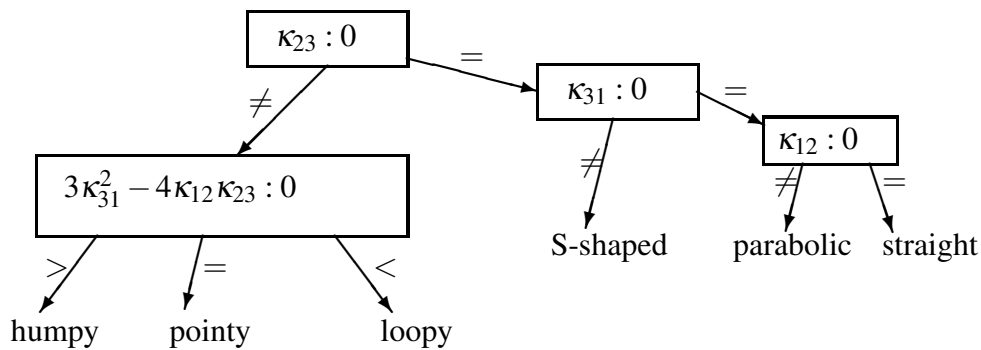 κ₂₃ : 0
=
κ₃₁ : 0
=
≠
κ₁₂ : 0
3κ₃₁² − 4κ₁₂κ₂₃ : 0
≠
≠
=
S-shaped
parabolic
straight
>
=
<
humpy
pointy
loopy